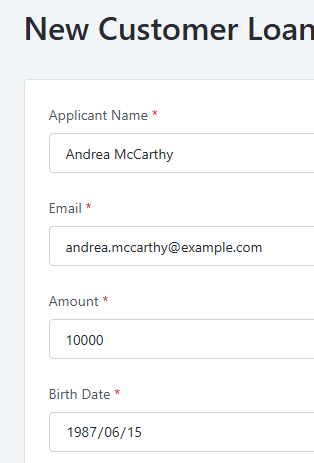 New Customer Loan
Applicant Name *
Andrea McCarthy
Email *
andrea.mccarthy@example.com
Amount *
10000
Birth Date *
1987/06/15